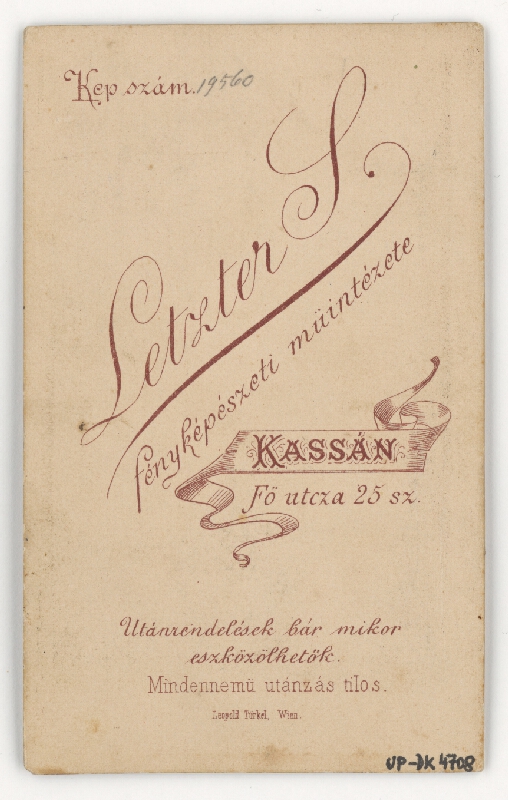 Kep szám. 19560
Letzter S.
fényképészeti müintézete
KASSÁN
Fő utcza 25 sz.
Utánrendelések bár mikor
eszközölhetők.
Mindennemü utánzás tilos.
Leopold Türkel, Wien.
UP-DK 4708